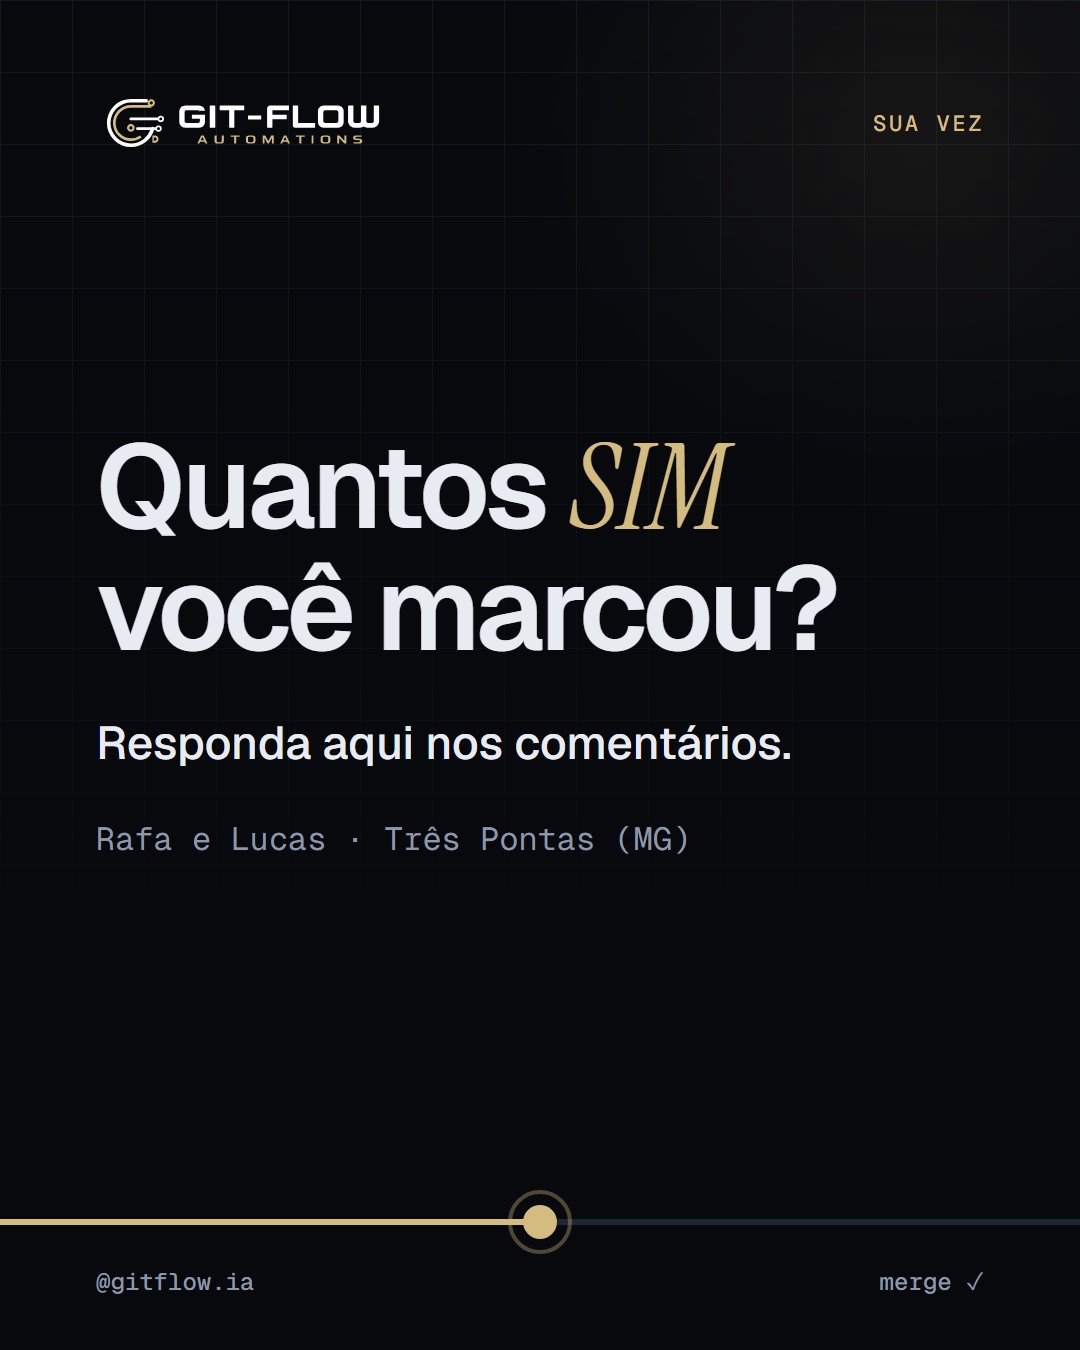 GIT-FLOW
AUTOMATIONS
SUA VEZ
Quantos SIM
você marcou?
Responda aqui nos comentários.
Rafa e Lucas · Três Pontas (MG)
@gitflow.ia
merge ✓